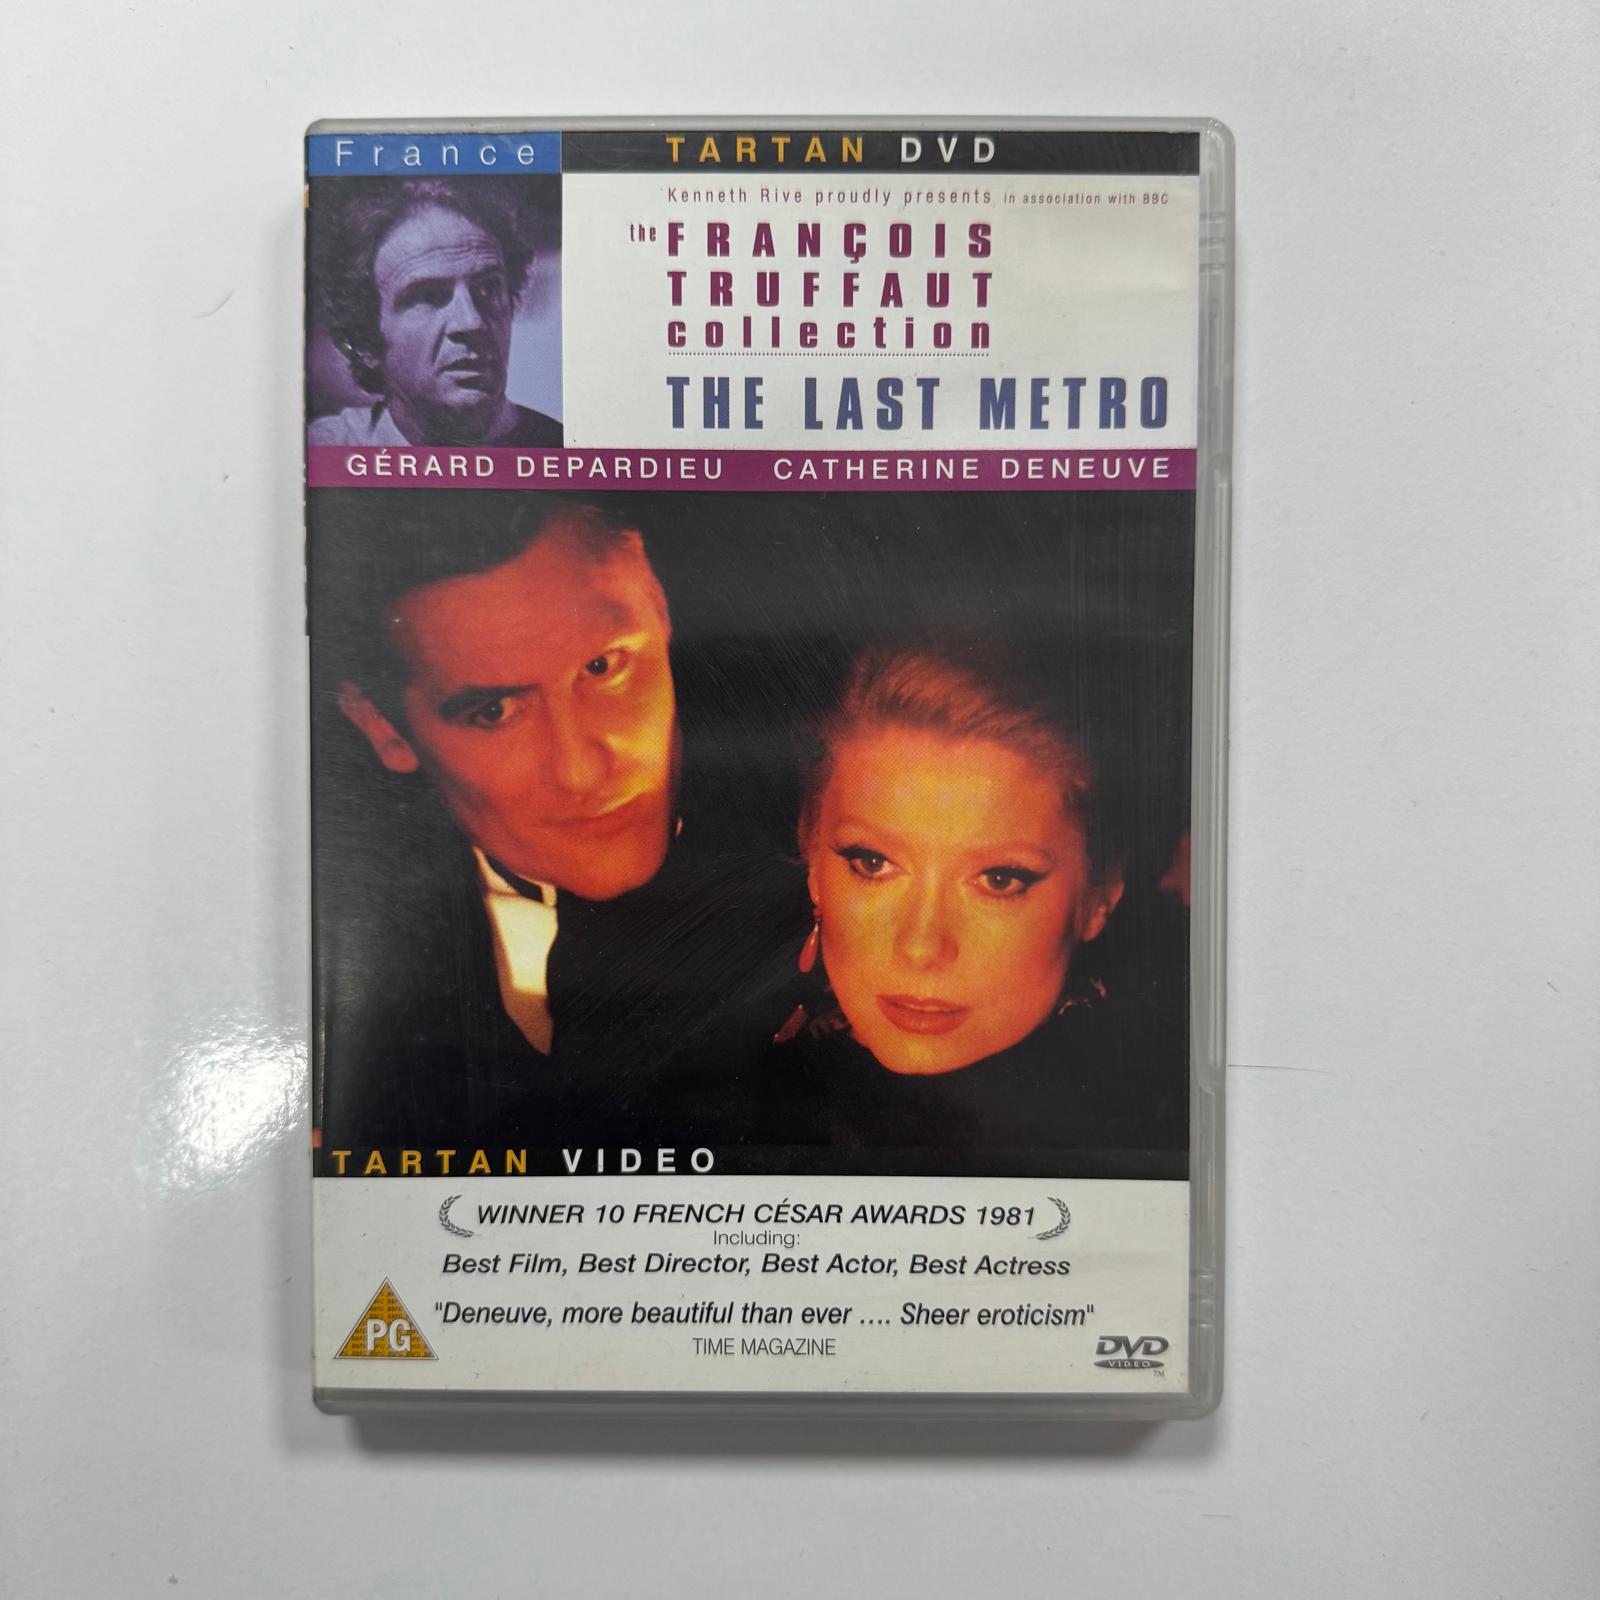 France
TARTAN DVD
Kenneth Rive proudly presents in association with BBC
the FRANÇOIS
TRUFFAUT
collection
THE LAST METRO
GÉRARD DEPARDIEU CATHERINE DENEUVE
TARTAN VIDEO
WINNER 10 FRENCH CÉSAR AWARDS 1981
Including:
Best Film, Best Director, Best Actor, Best Actress
"Deneuve, more beautiful than ever .... Sheer eroticism"
TIME MAGAZINE
PG
DVD
VIDEO
TM